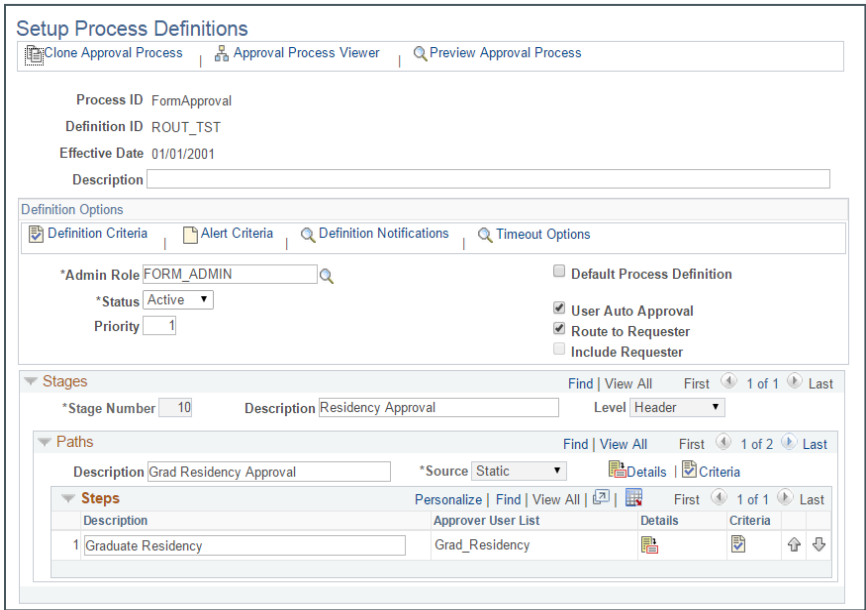 Setup Process Definitions
Clone Approval Process | Approval Process Viewer | Preview Approval Process
Process ID FormApproval
Definition ID ROUT_TST
Effective Date 01/01/2001
Description
Definition Options
Definition Criteria | Alert Criteria | Definition Notifications | Timeout Options
*Admin Role FORM_ADMIN
Default Process Definition
*Status Active
User Auto Approval
Priority 1
Route to Requester
Include Requester
Stages Find | View All First 1 of 1 Last
*Stage Number 10 Description Residency Approval Level Header
Paths Find | View All First 1 of 2 Last
Description Grad Residency Approval *Source Static Details | Criteria
Steps Personalize | Find | View All | First 1 of 1 Last
Description Approver User List Details Criteria
1 Graduate Residency Grad_Residency